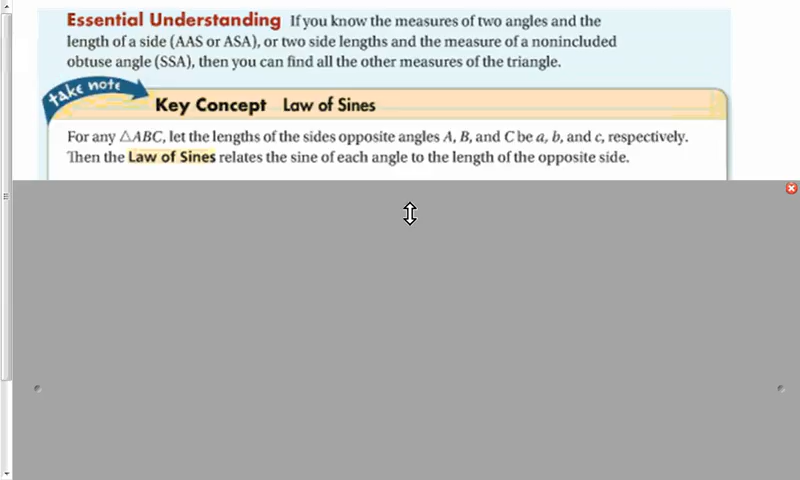 Essential Understanding If you know the measures of two angles and the
length of a side (AAS or ASA), or two side lengths and the measure of a nonincluded
obtuse angle (SSA), then you can find all the other measures of the triangle.
take note
Key Concept Law of Sines
For any △ABC, let the lengths of the sides opposite angles A, B, and C be a, b, and c, respectively.
Then the Law of Sines relates the sine of each angle to the length of the opposite side.